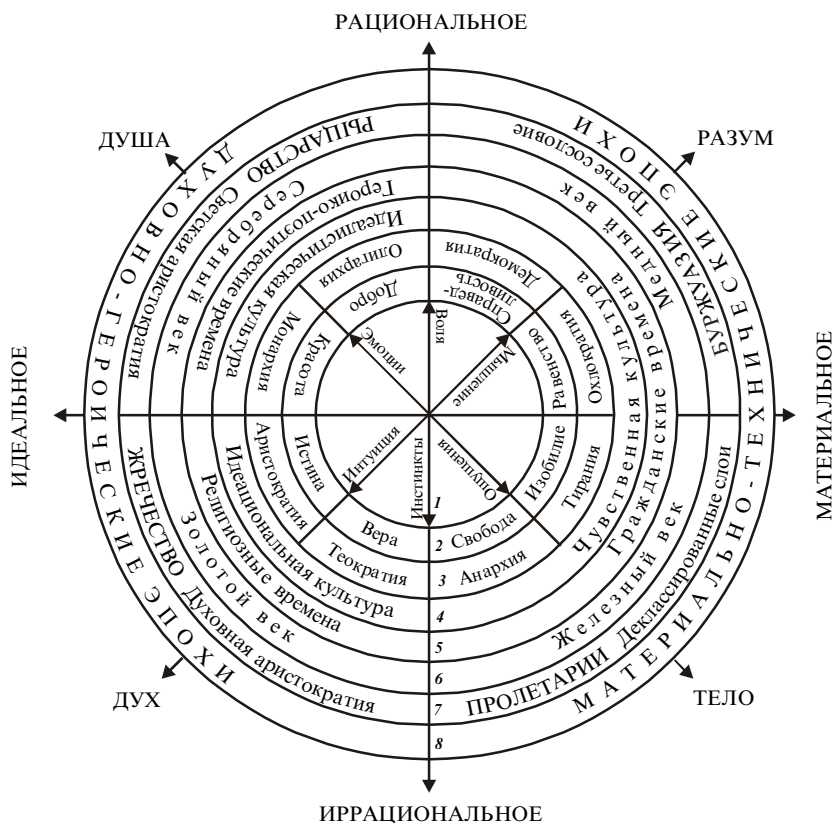 РАЦИОНАЛЬНОЕ
ДУША
РАЗУМ
ИДЕАЛЬНОЕ
МАТЕРИАЛЬНОЕ
ДУХ
ТЕЛО
ИРРАЦИОНАЛЬНОЕ
ДУХОВНО-ГЕРОИЧЕСКИЕ ЭПОХИ
МАТЕРИАЛЬНО-ТЕХНИЧЕСКИЕ ЭПОХИ
РЫЦАРСТВО Светская аристократия
Третье сословие БУРЖУАЗИЯ
ЖРЕЧЕСТВО Духовная аристократия
ПРОЛЕТАРИИ Деклассированные слои
Серебряный век
Медный век
Золотой век
Железный век
Героико-поэтические времена
Гражданские времена
Религиозные времена
Идеалистическая культура
Чувственная культура
Идеациональная культура
Олигархия
Демократия
Монархия
Охлократия
Аристократия
Тирания
Теократия
Анархия
Добро
Справед-
ливость
Красота
Равенство
Истина
Изобилие
Вера
Свобода
Эмоции
Воля
Мышление
Интуиция
Инстинкты
Ощущения
1
2
3
4
5
6
7
8